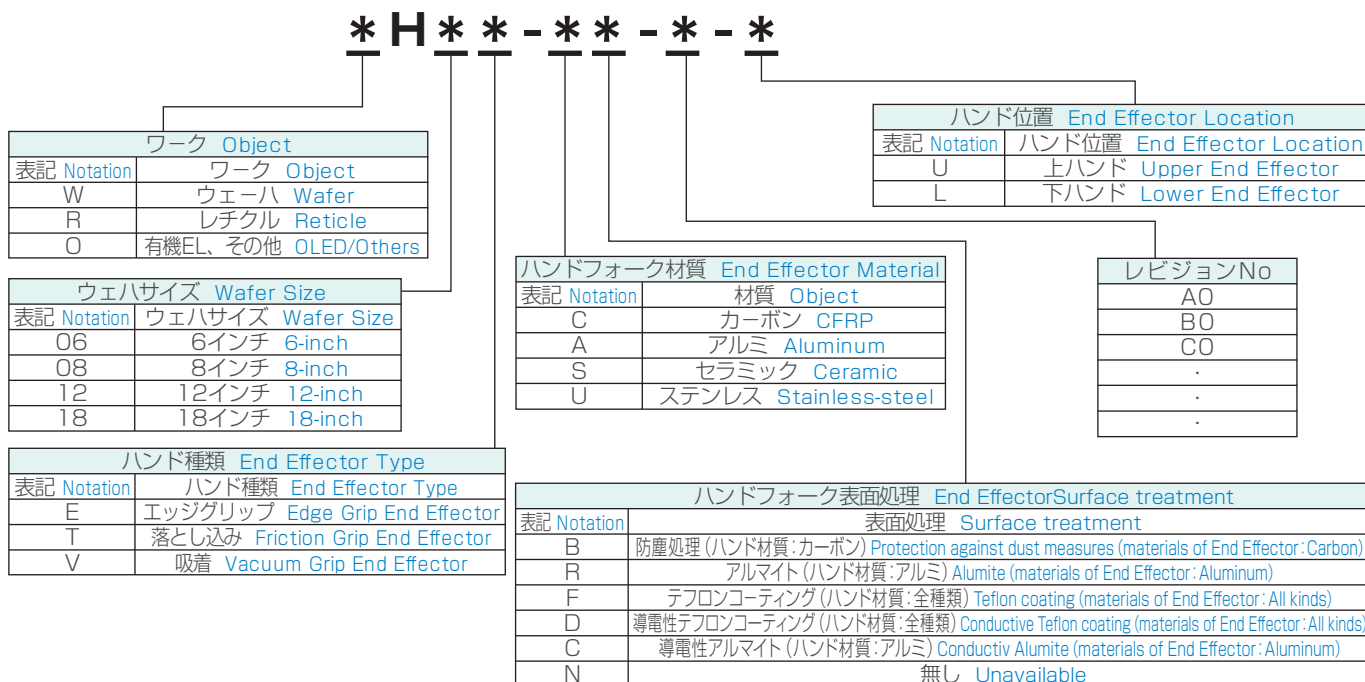 *H**-**-*-*
ワーク Object
表記 Notation ワーク Object
W ウェーハ Wafer
R レチクル Reticle
O 有機EL、その他 OLED/Others
ウェハサイズ Wafer Size
表記 Notation ウェハサイズ Wafer Size
06 6インチ 6-inch
08 8インチ 8-inch
12 12インチ 12-inch
18 18インチ 18-inch
ハンド種類 End Effector Type
表記 Notation ハンド種類 End Effector Type
E エッジグリップ Edge Grip End Effector
T 落とし込み Friction Grip End Effector
V 吸着 Vacuum Grip End Effector
ハンドフォーク材質 End Effector Material
表記 Notation 材質 Object
C カーボン CFRP
A アルミ Aluminum
S セラミック Ceramic
U ステンレス Stainless-steel
ハンドフォーク表面処理 End EffectorSurface treatment
表記 Notation 表面処理 Surface treatment
B 防塵処理(ハンド材質:カーボン) Protection against dust measures (materials of End Effector:Carbon)
R アルマイト(ハンド材質:アルミ) Alumite (materials of End Effector:Aluminum)
F テフロンコーティング(ハンド材質:全種類) Teflon coating (materials of End Effector:All kinds)
D 導電性テフロンコーティング(ハンド材質:全種類) Conductive Teflon coating (materials of End Effector:All kinds)
C 導電性アルマイト(ハンド材質:アルミ) Conductiv Alumite (materials of End Effector:Aluminum)
N 無し Unavailable
ハンド位置 End Effector Location
表記 Notation ハンド位置 End Effector Location
U 上ハンド Upper End Effector
L 下ハンド Lower End Effector
レビジョンNo
A0
B0
C0
·
·
·